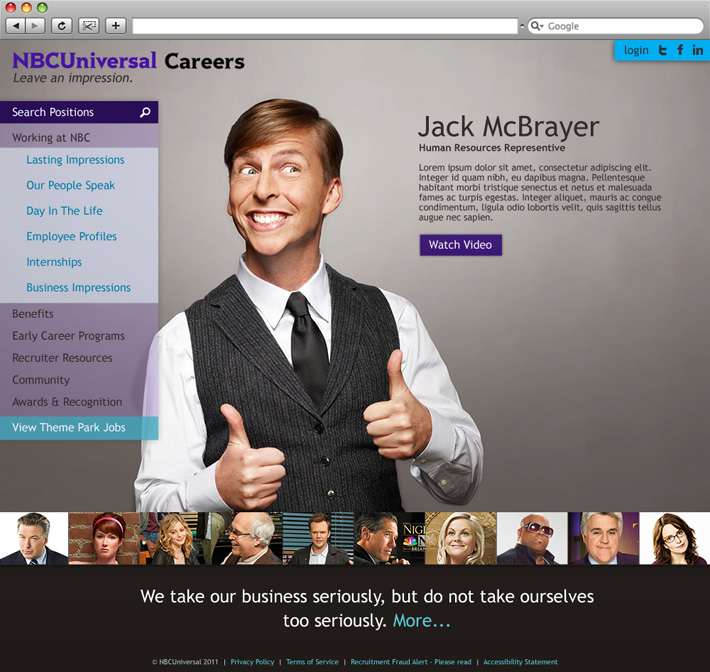 Google
login
NBCUniversal Careers
Leave an impression.
Search Positions
Working at NBC
Lasting Impressions
Our People Speak
Day In The Life
Employee Profiles
Internships
Business Impressions
Benefits
Early Career Programs
Recruiter Resources
Community
Awards & Recognition
View Theme Park Jobs
Jack McBrayer
Human Resources Representive
Lorem ipsum dolor sit amet, consectetur adipiscing elit.
Integer id quam nibh, eu dapibus magna. Pellentesque
habitant morbi tristique senectus et netus et malesuada
fames ac turpis egestas. Integer aliquet, mauris ac congue
condimentum, ligula odio lobortis velit, quis sagittis tellus
augue nec sapien.
Watch Video
NBC
We take our business seriously, but do not take ourselves
too seriously. More...
© NBCUniversal 2011 | Privacy Policy | Terms of Service | Recruitment Fraud Alert - Please read | Accessibility Statement